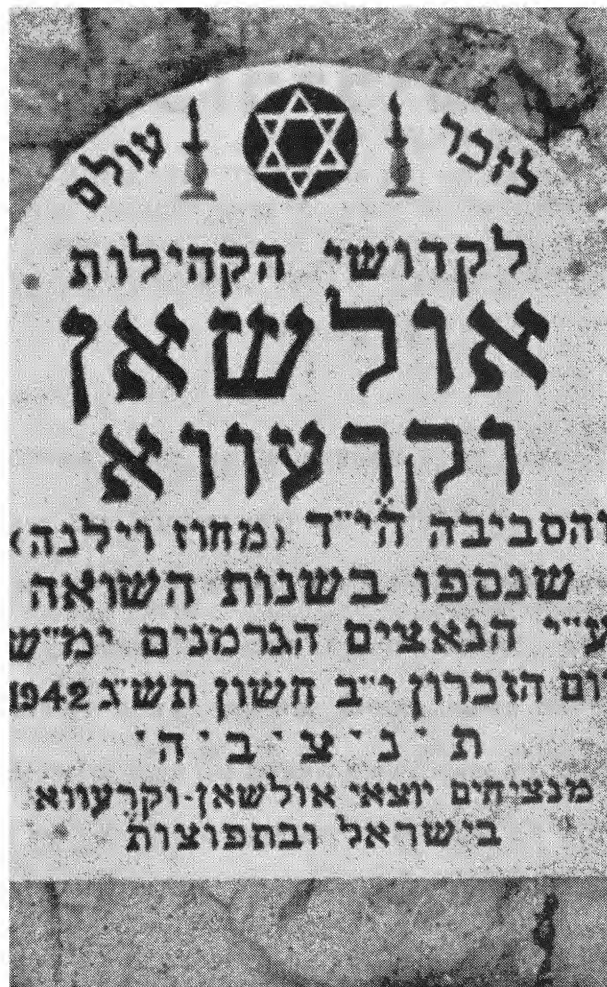 לזכר עולם
לקדושי הקהילות
אולשאן
וקרעווא
והסביבה הי"ד (מחוז וילנה)
שנספו בשנות השואה
ע"י הנאצים הגרמנים ימ"ש
יום הזכרון י"ב חשון תש"ג 1942
ת' נ' צ' ב' ה'
מנציחים יוצאי אולשאן-וקרעווא
בישראל ובתפוצות